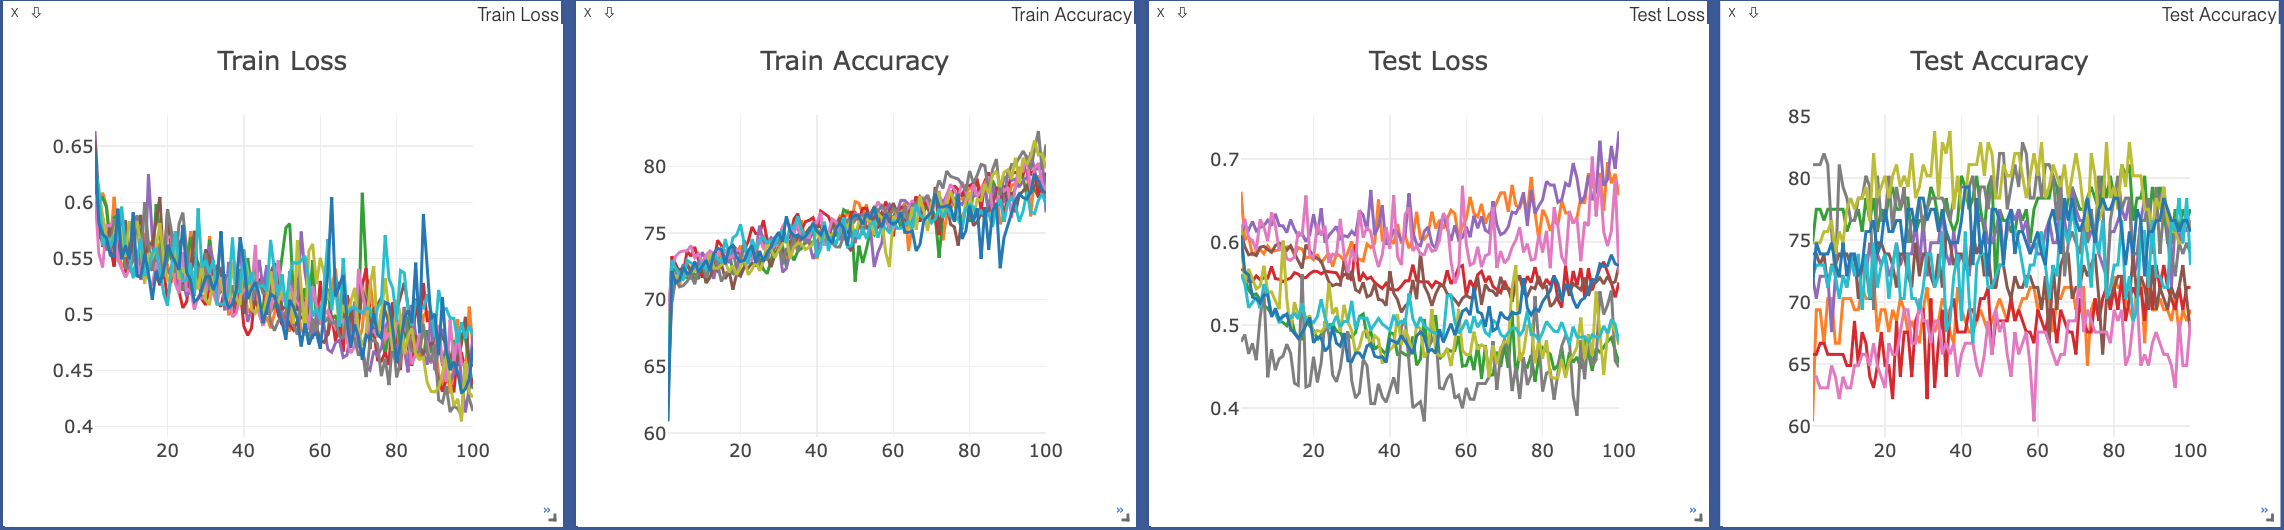 X ⇩ Train Loss
Train Loss
0.65
0.6
0.55
0.5
0.45
0.4
20 40 60 80 100
»
X ⇩ Train Accuracy
Train Accuracy
80
75
70
65
60
20 40 60 80 100
»
X ⇩ Test Loss
Test Loss
0.7
0.6
0.5
0.4
20 40 60 80 100
»
X ⇩ Test Accuracy
Test Accuracy
85
80
75
70
65
60
20 40 60 80 100
»